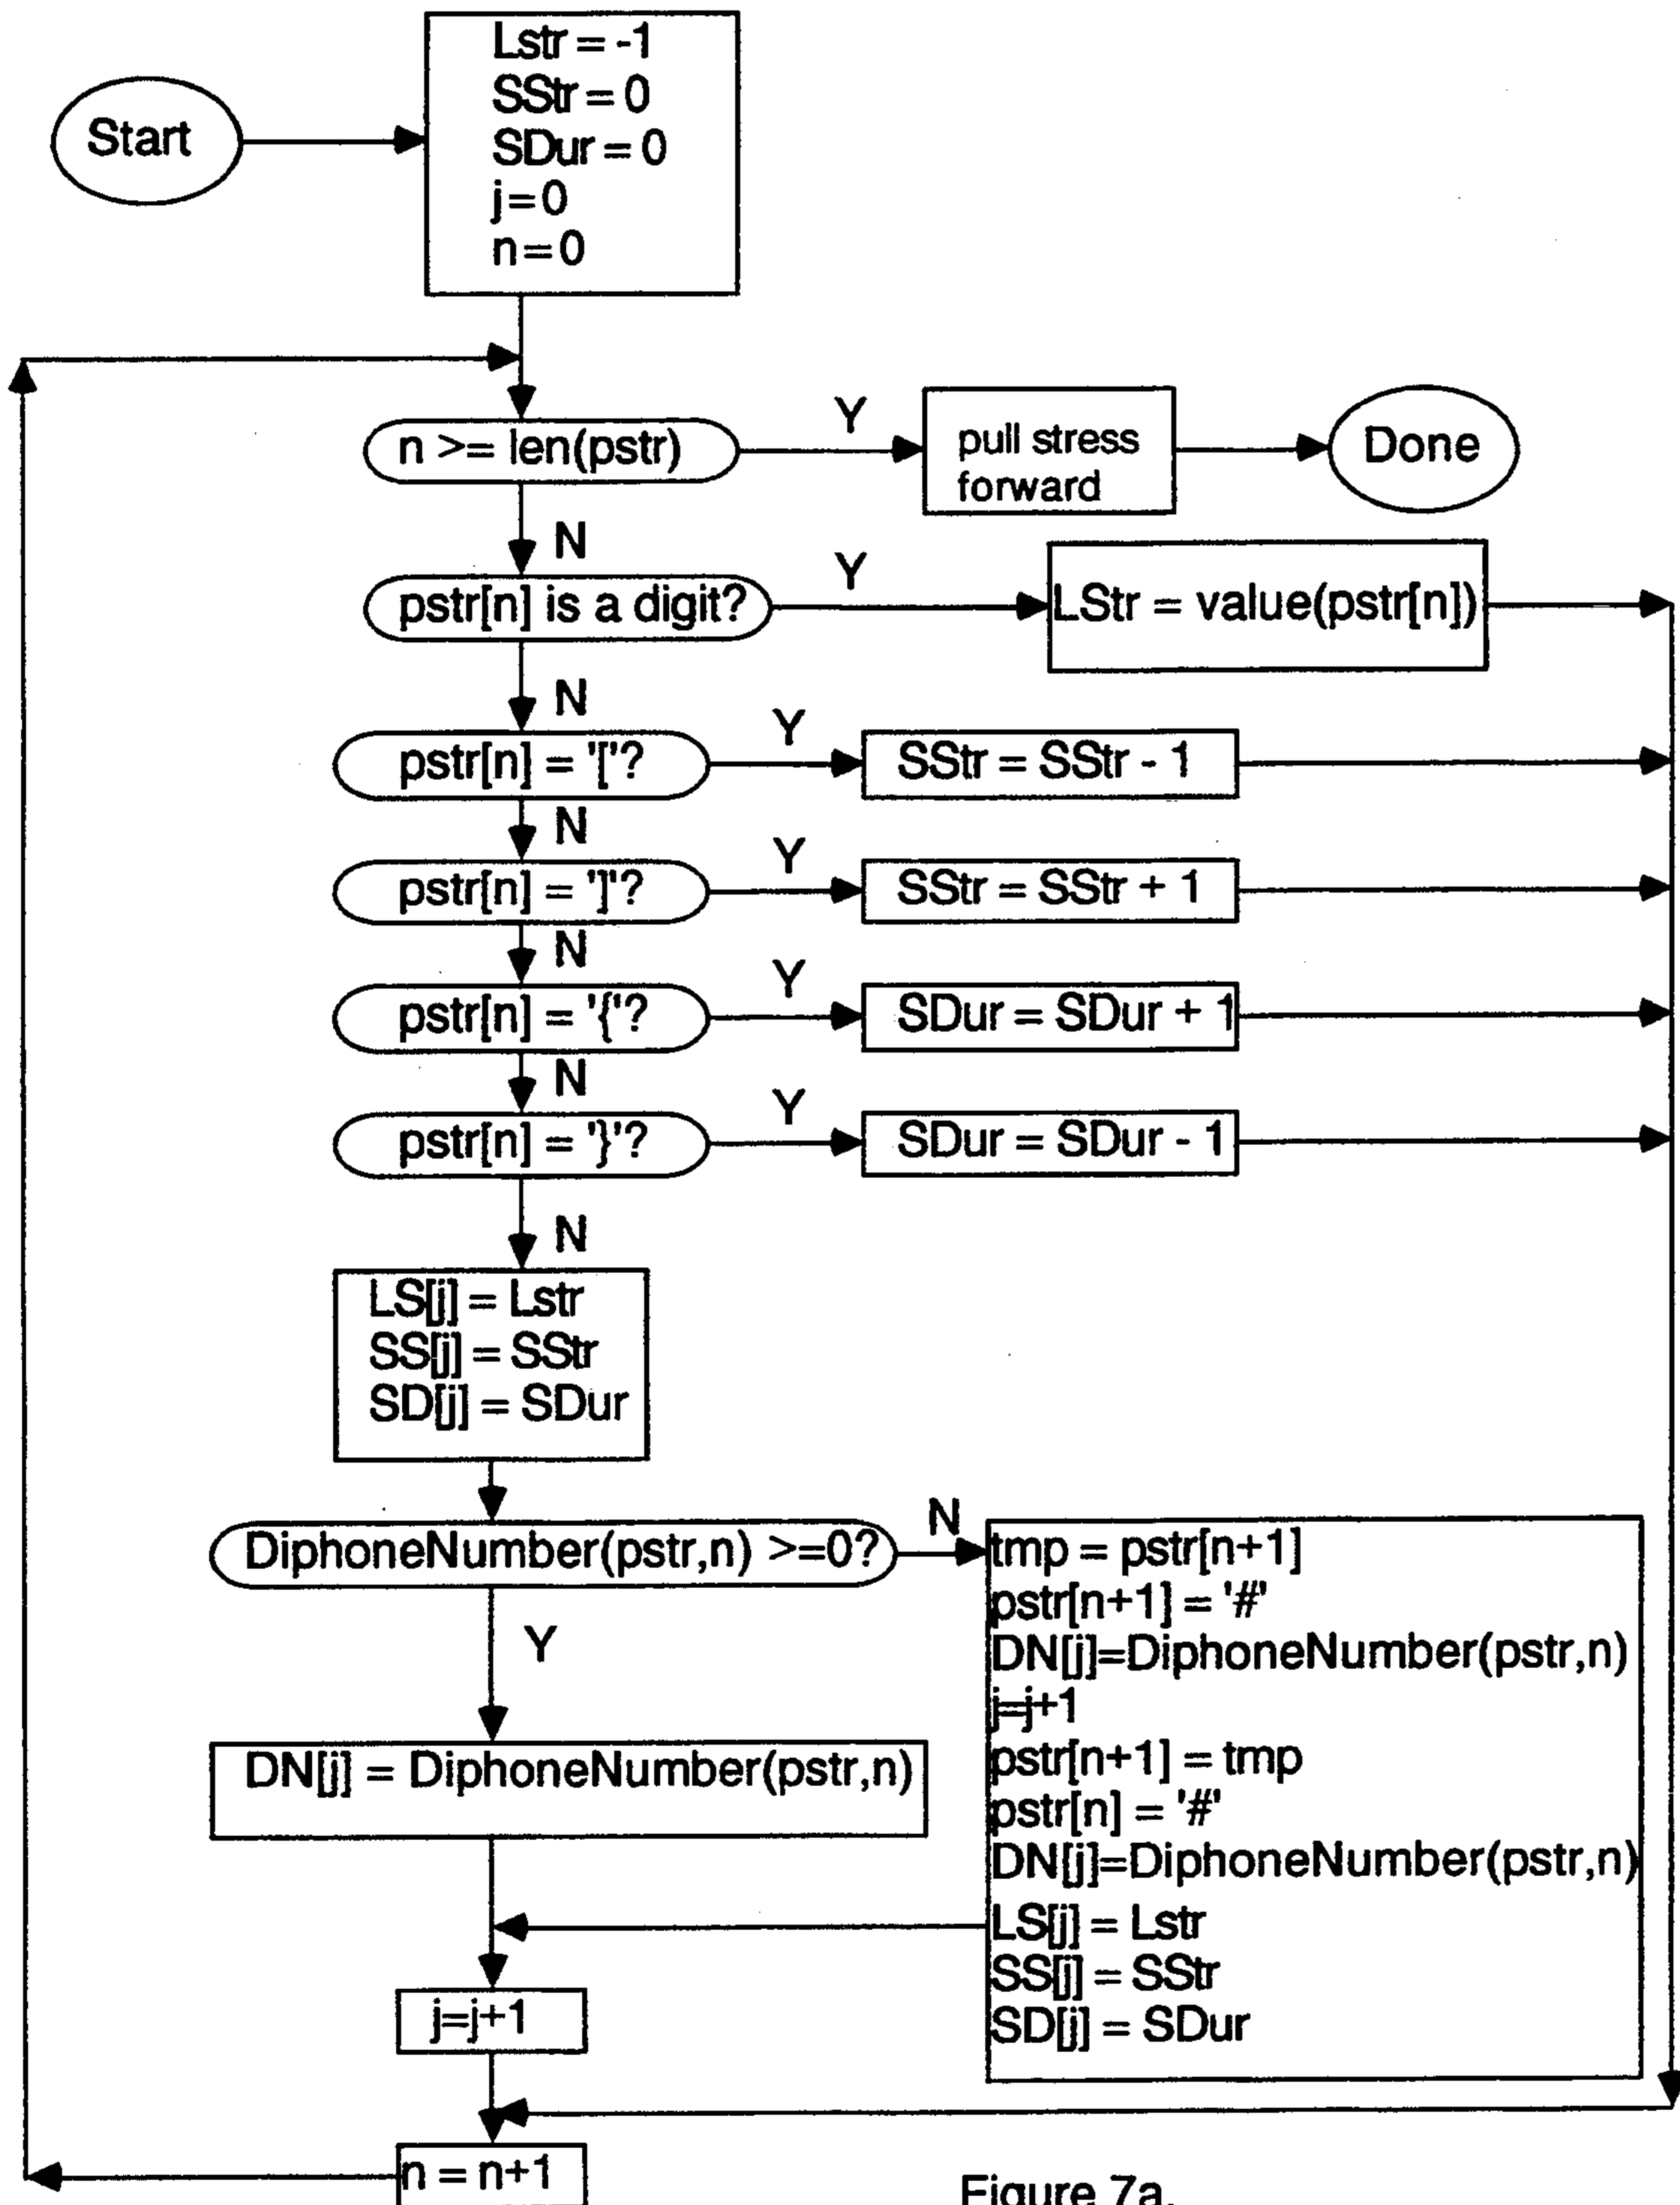 Lstr = -1
SStr = 0
SDur = 0
j=0
n=0
Start
n >= len(pstr)
Y
pull stress
forward
Done
N
pstr[n] is a digit?
Y
LStr = value(pstr[n])
N
pstr[n] = '['?
Y
SStr = SStr - 1
N
pstr[n] = ']'?
Y
SStr = SStr + 1
N
pstr[n] = '{'?
Y
SDur = SDur + 1
N
pstr[n] = '}'?
Y
SDur = SDur - 1
N
LS[j] = Lstr
SS[j] = SStr
SD[j] = SDur
DiphoneNumber(pstr,n) >=0?
N
Y
DN[j] = DiphoneNumber(pstr,n)
tmp = pstr[n+1]
pstr[n+1] = '#'
DN[j]=DiphoneNumber(pstr,n)
j=j+1
pstr[n+1] = tmp
pstr[n] = '#'
DN[j]=DiphoneNumber(pstr,n)
LS[j] = Lstr
SS[j] = SStr
SD[j] = SDur
j=j+1
n = n+1
Figure 7a.